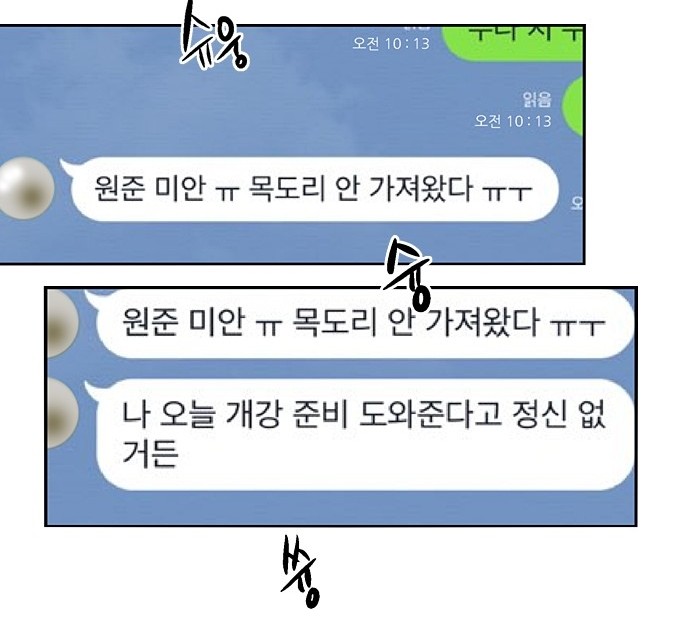 슈웅
읽음
오전 10 : 13
읽음
오전 10 : 13
원준 미안 ㅠ 목도리 안 가져왔다 ㅠㅜ
슝
원준 미안 ㅠ 목도리 안 가져왔다 ㅠㅜ
나 오늘 개강 준비 도와준다고 정신 없
거든
쓩